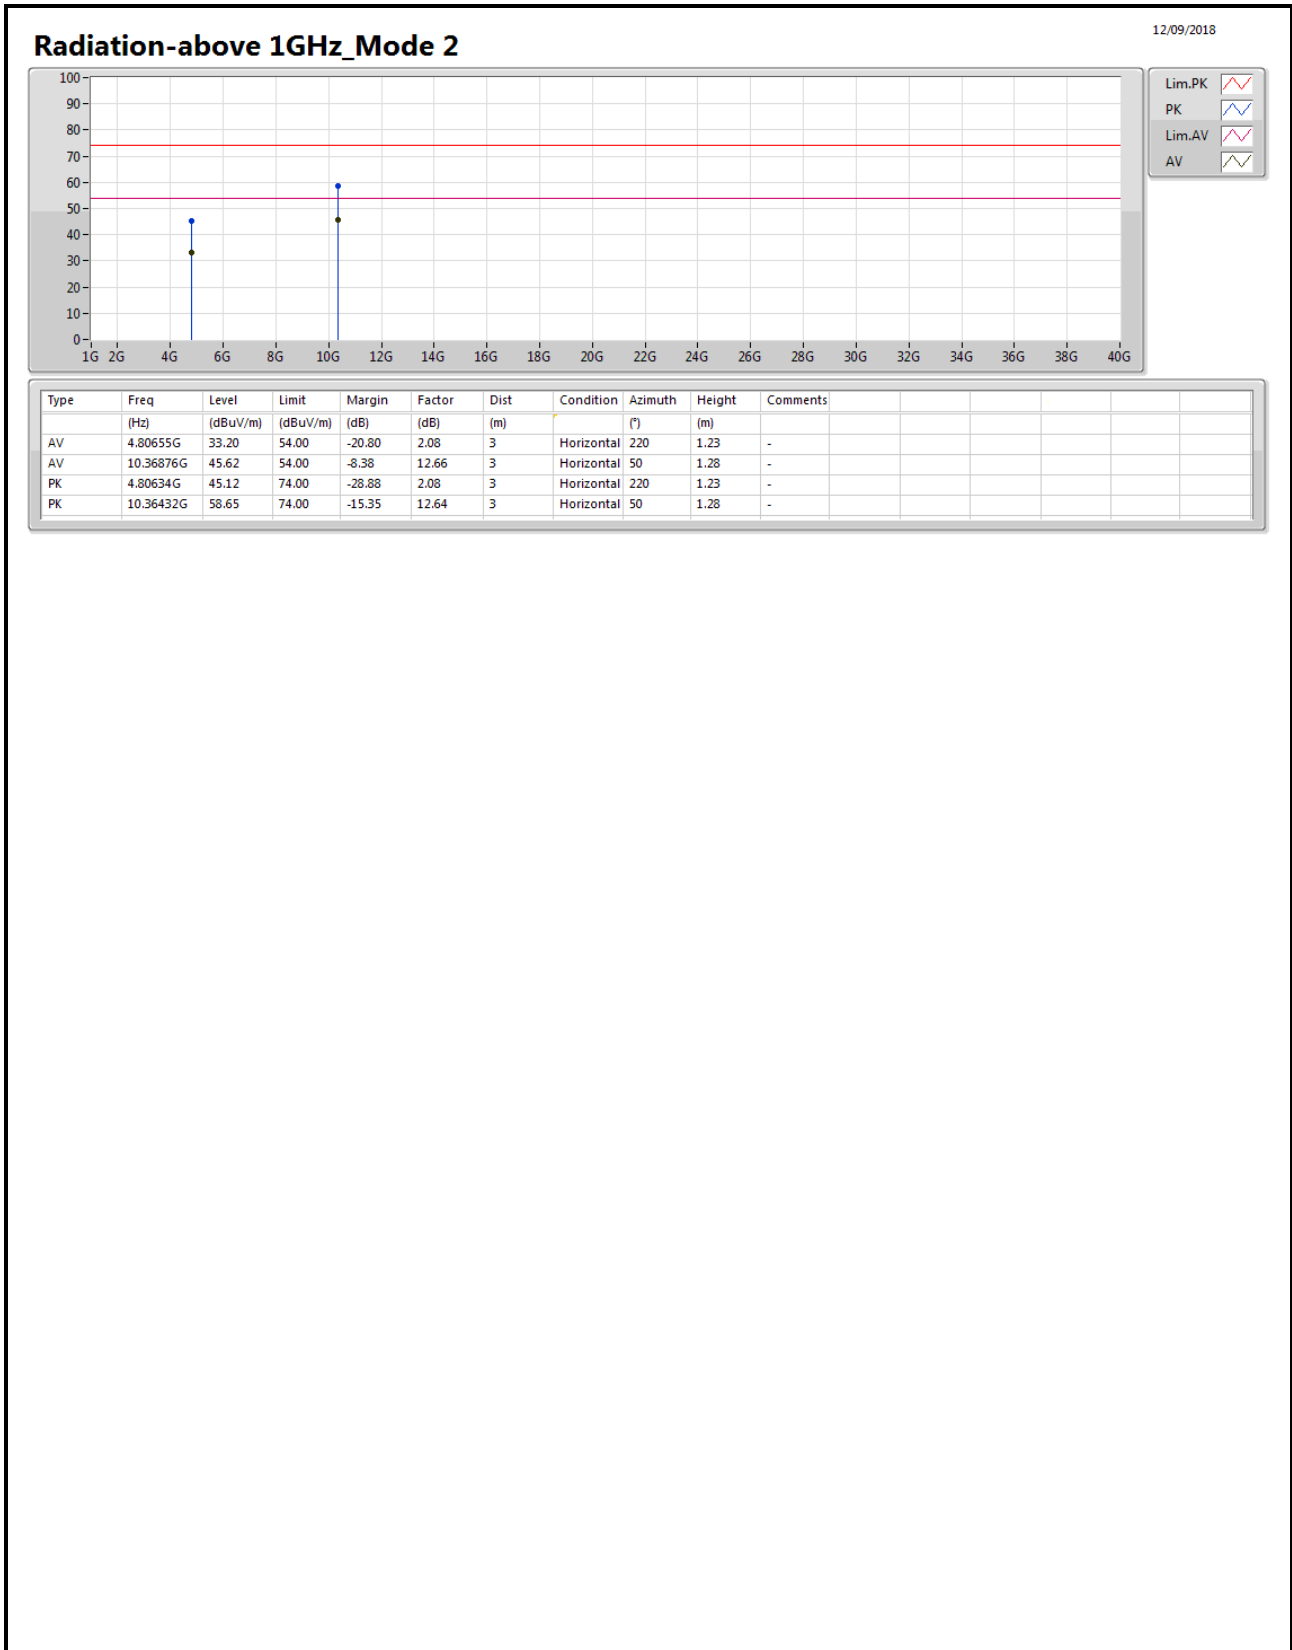 12/09/2018
Radiation-above 1GHz_Mode 2
100
90
80
70
60
50
40
30
20
10
0
1G 2G 4G 6G 8G 10G 12G 14G 16G 18G 20G 22G 24G 26G 28G 30G 32G 34G 36G 38G 40G
Lim.PK
PK
Lim.AV
AV
Type Freq Level Limit Margin Factor Dist Condition Azimuth Height Comments
(Hz) (dBuV/m) (dBuV/m) (dB) (dB) (m) (°) (m)
AV 4.80655G 33.20 54.00 -20.80 2.08 3 Horizontal 220 1.23 -
AV 10.36876G 45.62 54.00 -8.38 12.66 3 Horizontal 50 1.28 -
PK 4.80634G 45.12 74.00 -28.88 2.08 3 Horizontal 220 1.23 -
PK 10.36432G 58.65 74.00 -15.35 12.64 3 Horizontal 50 1.28 -